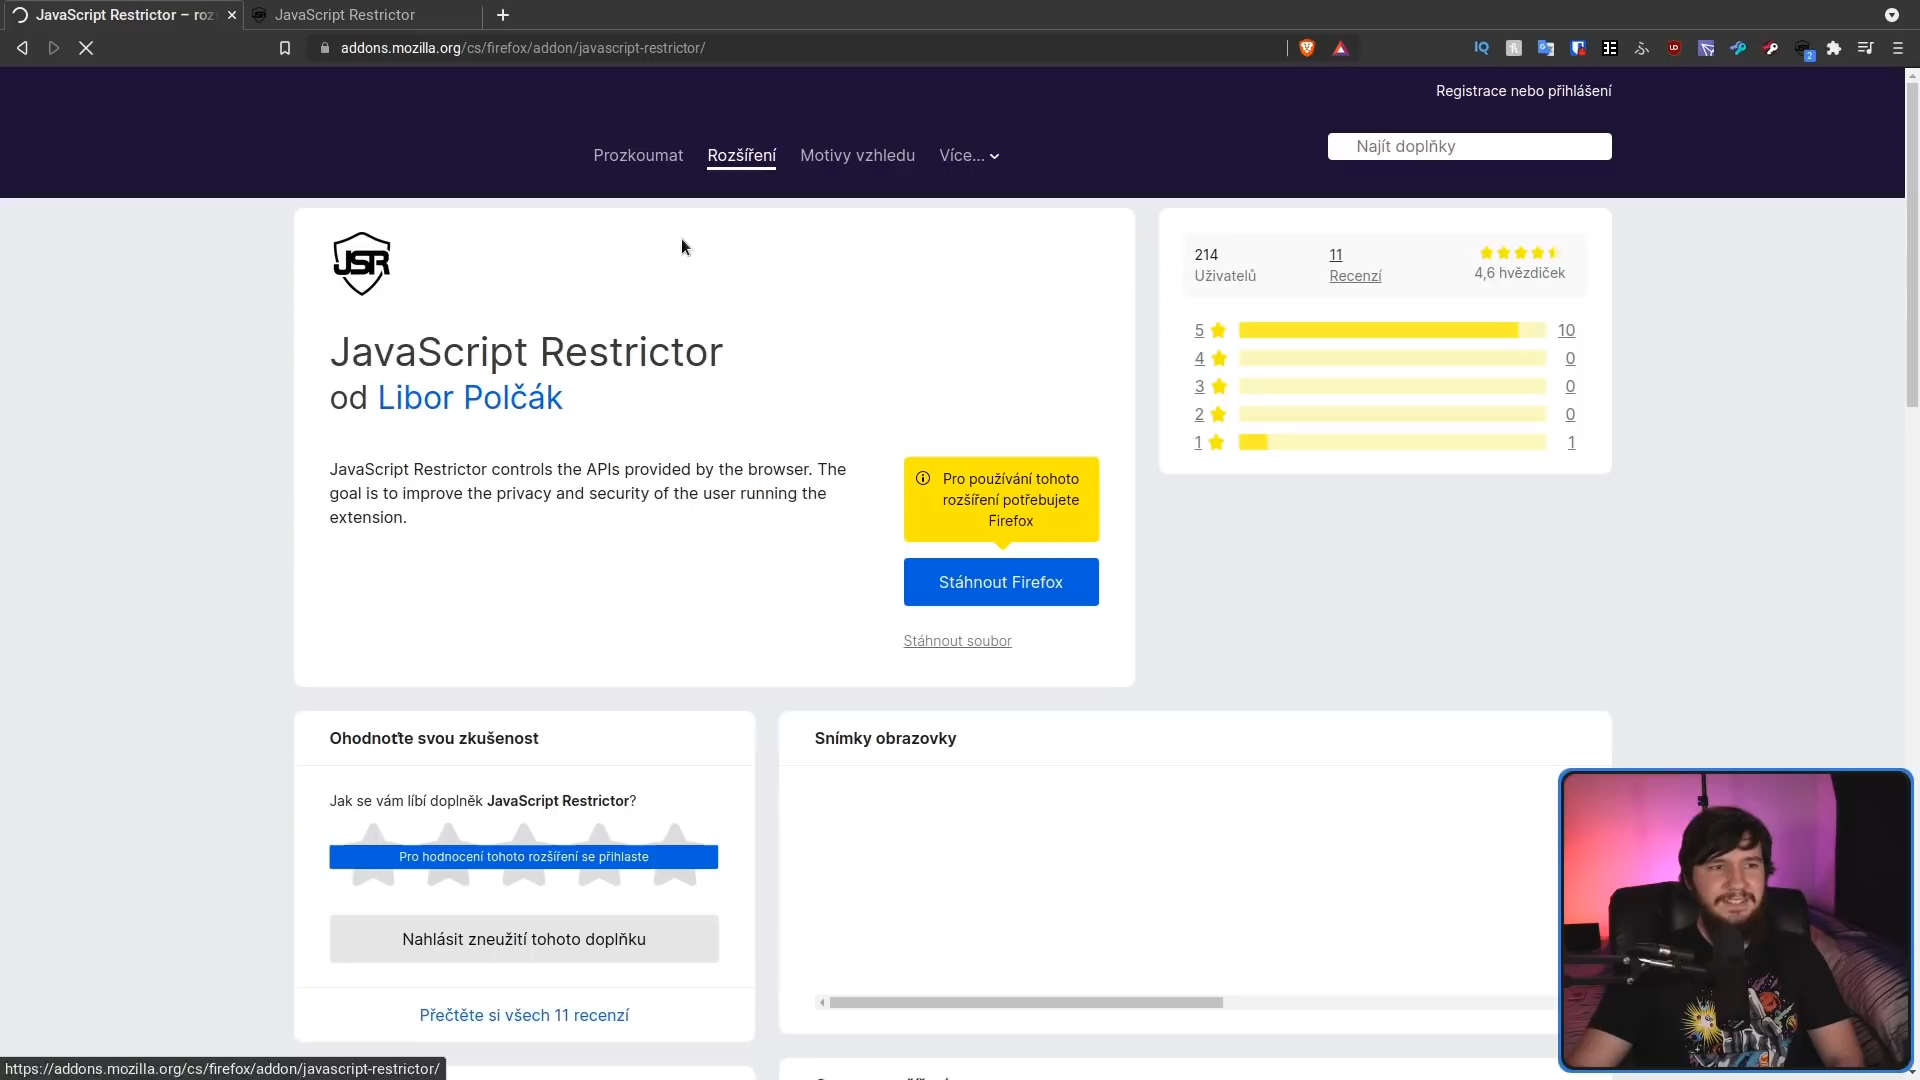 JavaScript Restrictor – roz
JavaScript Restrictor
addons.mozilla.org/cs/firefox/addon/javascript-restrictor/
IQ
2
Registrace nebo přihlášení
Prozkoumat
Rozšíření
Motivy vzhledu
Více...
Najít doplňky
JSR
JavaScript Restrictor
od Libor Polčák
JavaScript Restrictor controls the APIs provided by the browser. The
goal is to improve the privacy and security of the user running the
extension.
Pro používání tohoto
rozšíření potřebujete
Firefox
Stáhnout Firefox
Stáhnout soubor
214
Uživatelů
11
Recenzí
4,6 hvězdiček
5 10
4 0
3 0
2 0
1 1
Ohodnoťte svou zkušenost
Jak se vám líbí doplněk JavaScript Restrictor?
Pro hodnocení tohoto rozšíření se přihlaste
Nahlásit zneužití tohoto doplňku
Přečtěte si všech 11 recenzí
Snímky obrazovky
https://addons.mozilla.org/cs/firefox/addon/javascript-restrictor/